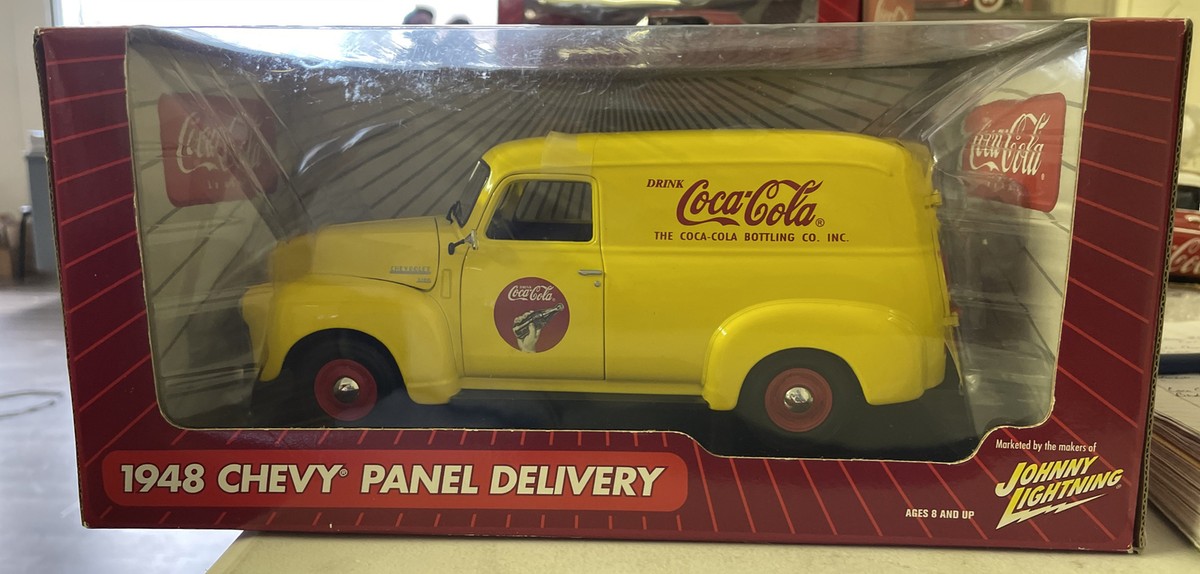 Coca-Cola
Coca-Cola®
DRINK
Coca-Cola®
THE COCA-COLA BOTTLING CO. INC.
CHEVROLET
Coca-Cola
1948 CHEVY® PANEL DELIVERY
Marketed by the makers of
JOHNNY
LIGHTNING®
AGES 8 AND UP